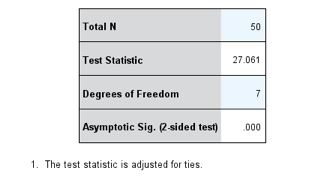 Total N 50
Test Statistic 27.061
Degrees of Freedom 7
Asymptotic Sig. (2-sided test) .000
1. The test statistic is adjusted for ties.